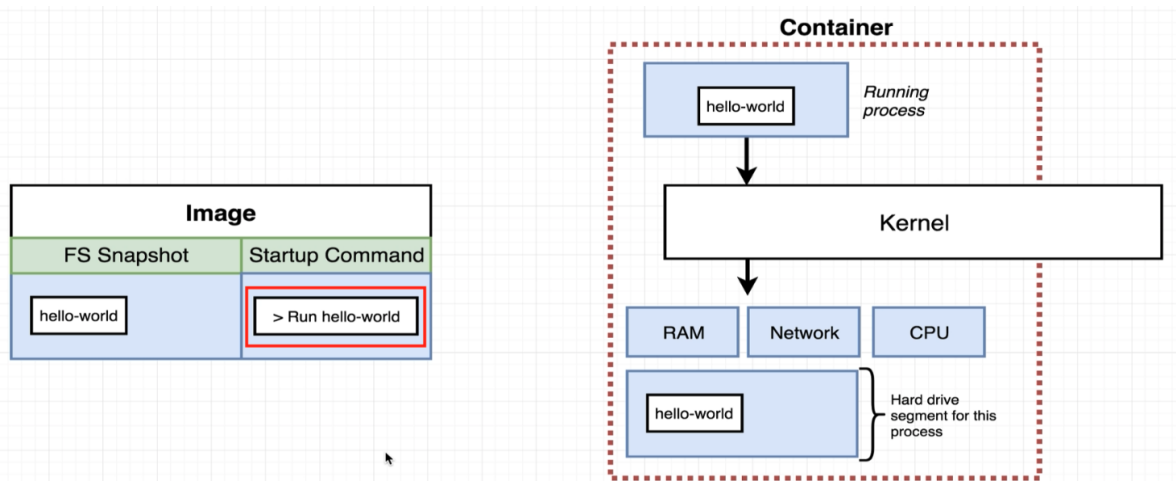 Image
FS Snapshot
Startup Command
hello-world
> Run hello-world
Container
hello-world
Running
process
Kernel
RAM
Network
CPU
hello-world
Hard drive
segment for this
process